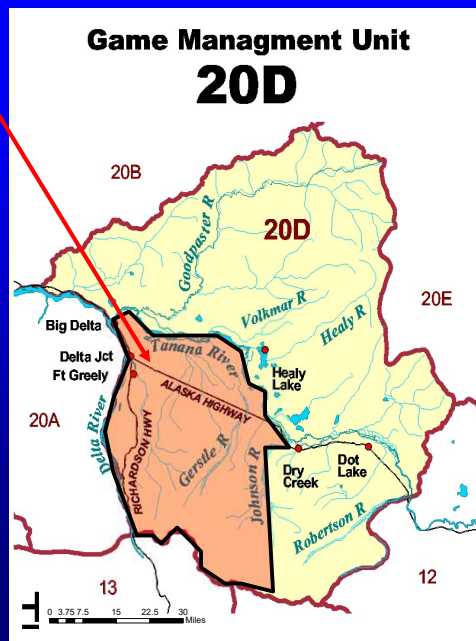 Game Managment Unit
20D
20B
Goodpaster R
20D
20E
Volkmar R
Healy R
Big Delta
Tanana River
Delta Jct
Ft Greely
Healy
Lake
ALASKA HIGHWAY
20A
Delta River
RICHARDSON HWY
Gerstle R
Johnson R
Dry
Creek
Dot
Lake
Robertson R
13
12
0 3.75 7.5 15 22.5 30
Miles